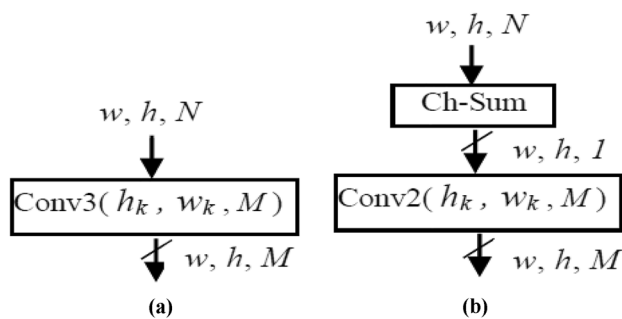 w, h, N
Conv3( h_k , w_k , M )
w, h, M
(a)
w, h, N
Ch-Sum
w, h, 1
Conv2( h_k , w_k , M )
w, h, M
(b)